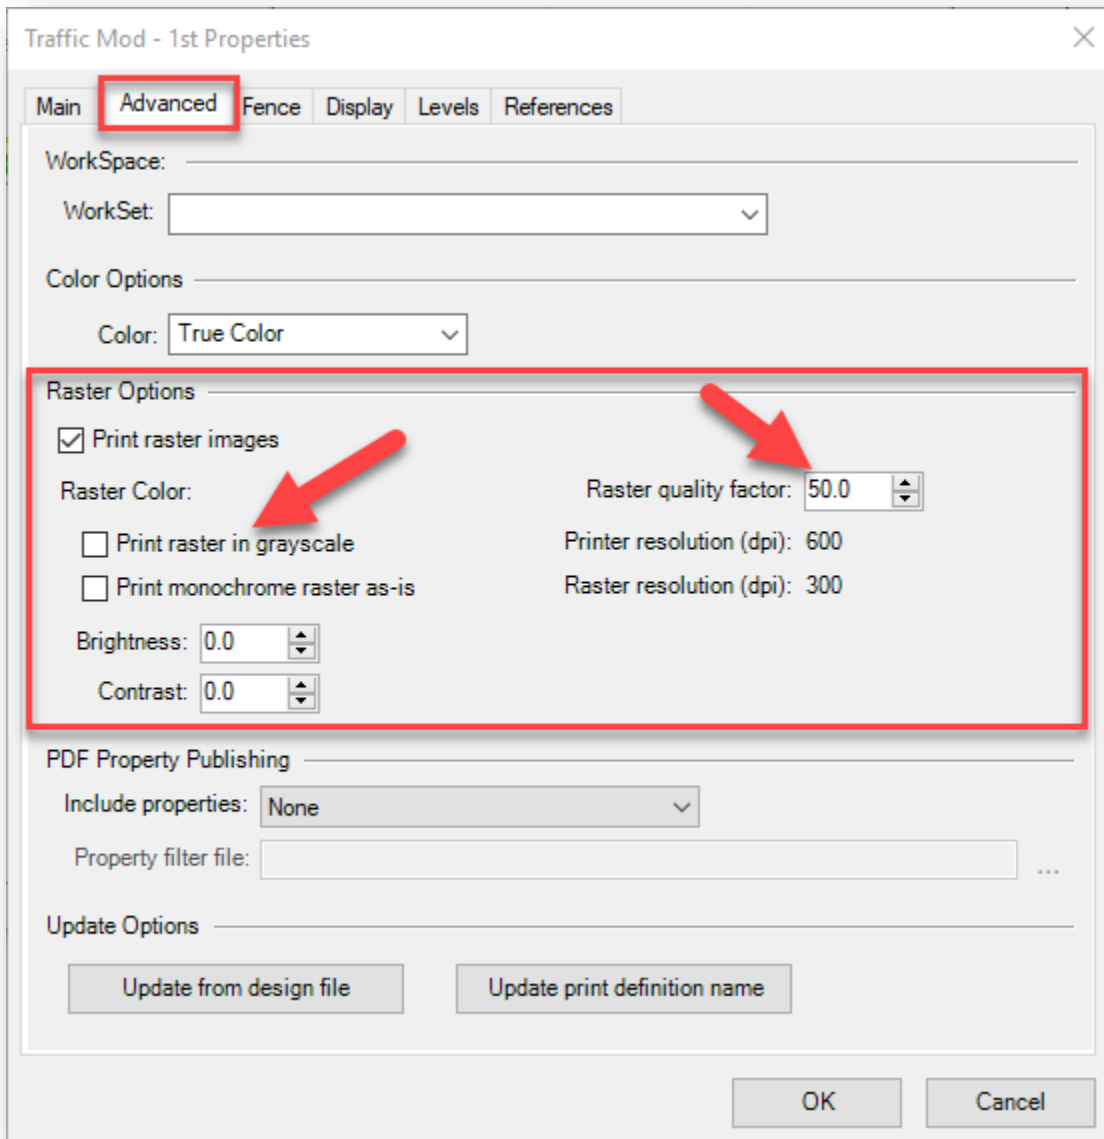 Traffic Mod - 1st Properties
Main Advanced Fence Display Levels References
WorkSpace:
WorkSet:
Color Options
Color: True Color
Raster Options
Print raster images
Raster Color: Raster quality factor: 50.0
Print raster in grayscale Printer resolution (dpi): 600
Print monochrome raster as-is Raster resolution (dpi): 300
Brightness: 0.0
Contrast: 0.0
PDF Property Publishing
Include properties: None
Property filter file: ...
Update Options
Update from design file Update print definition name
OK Cancel